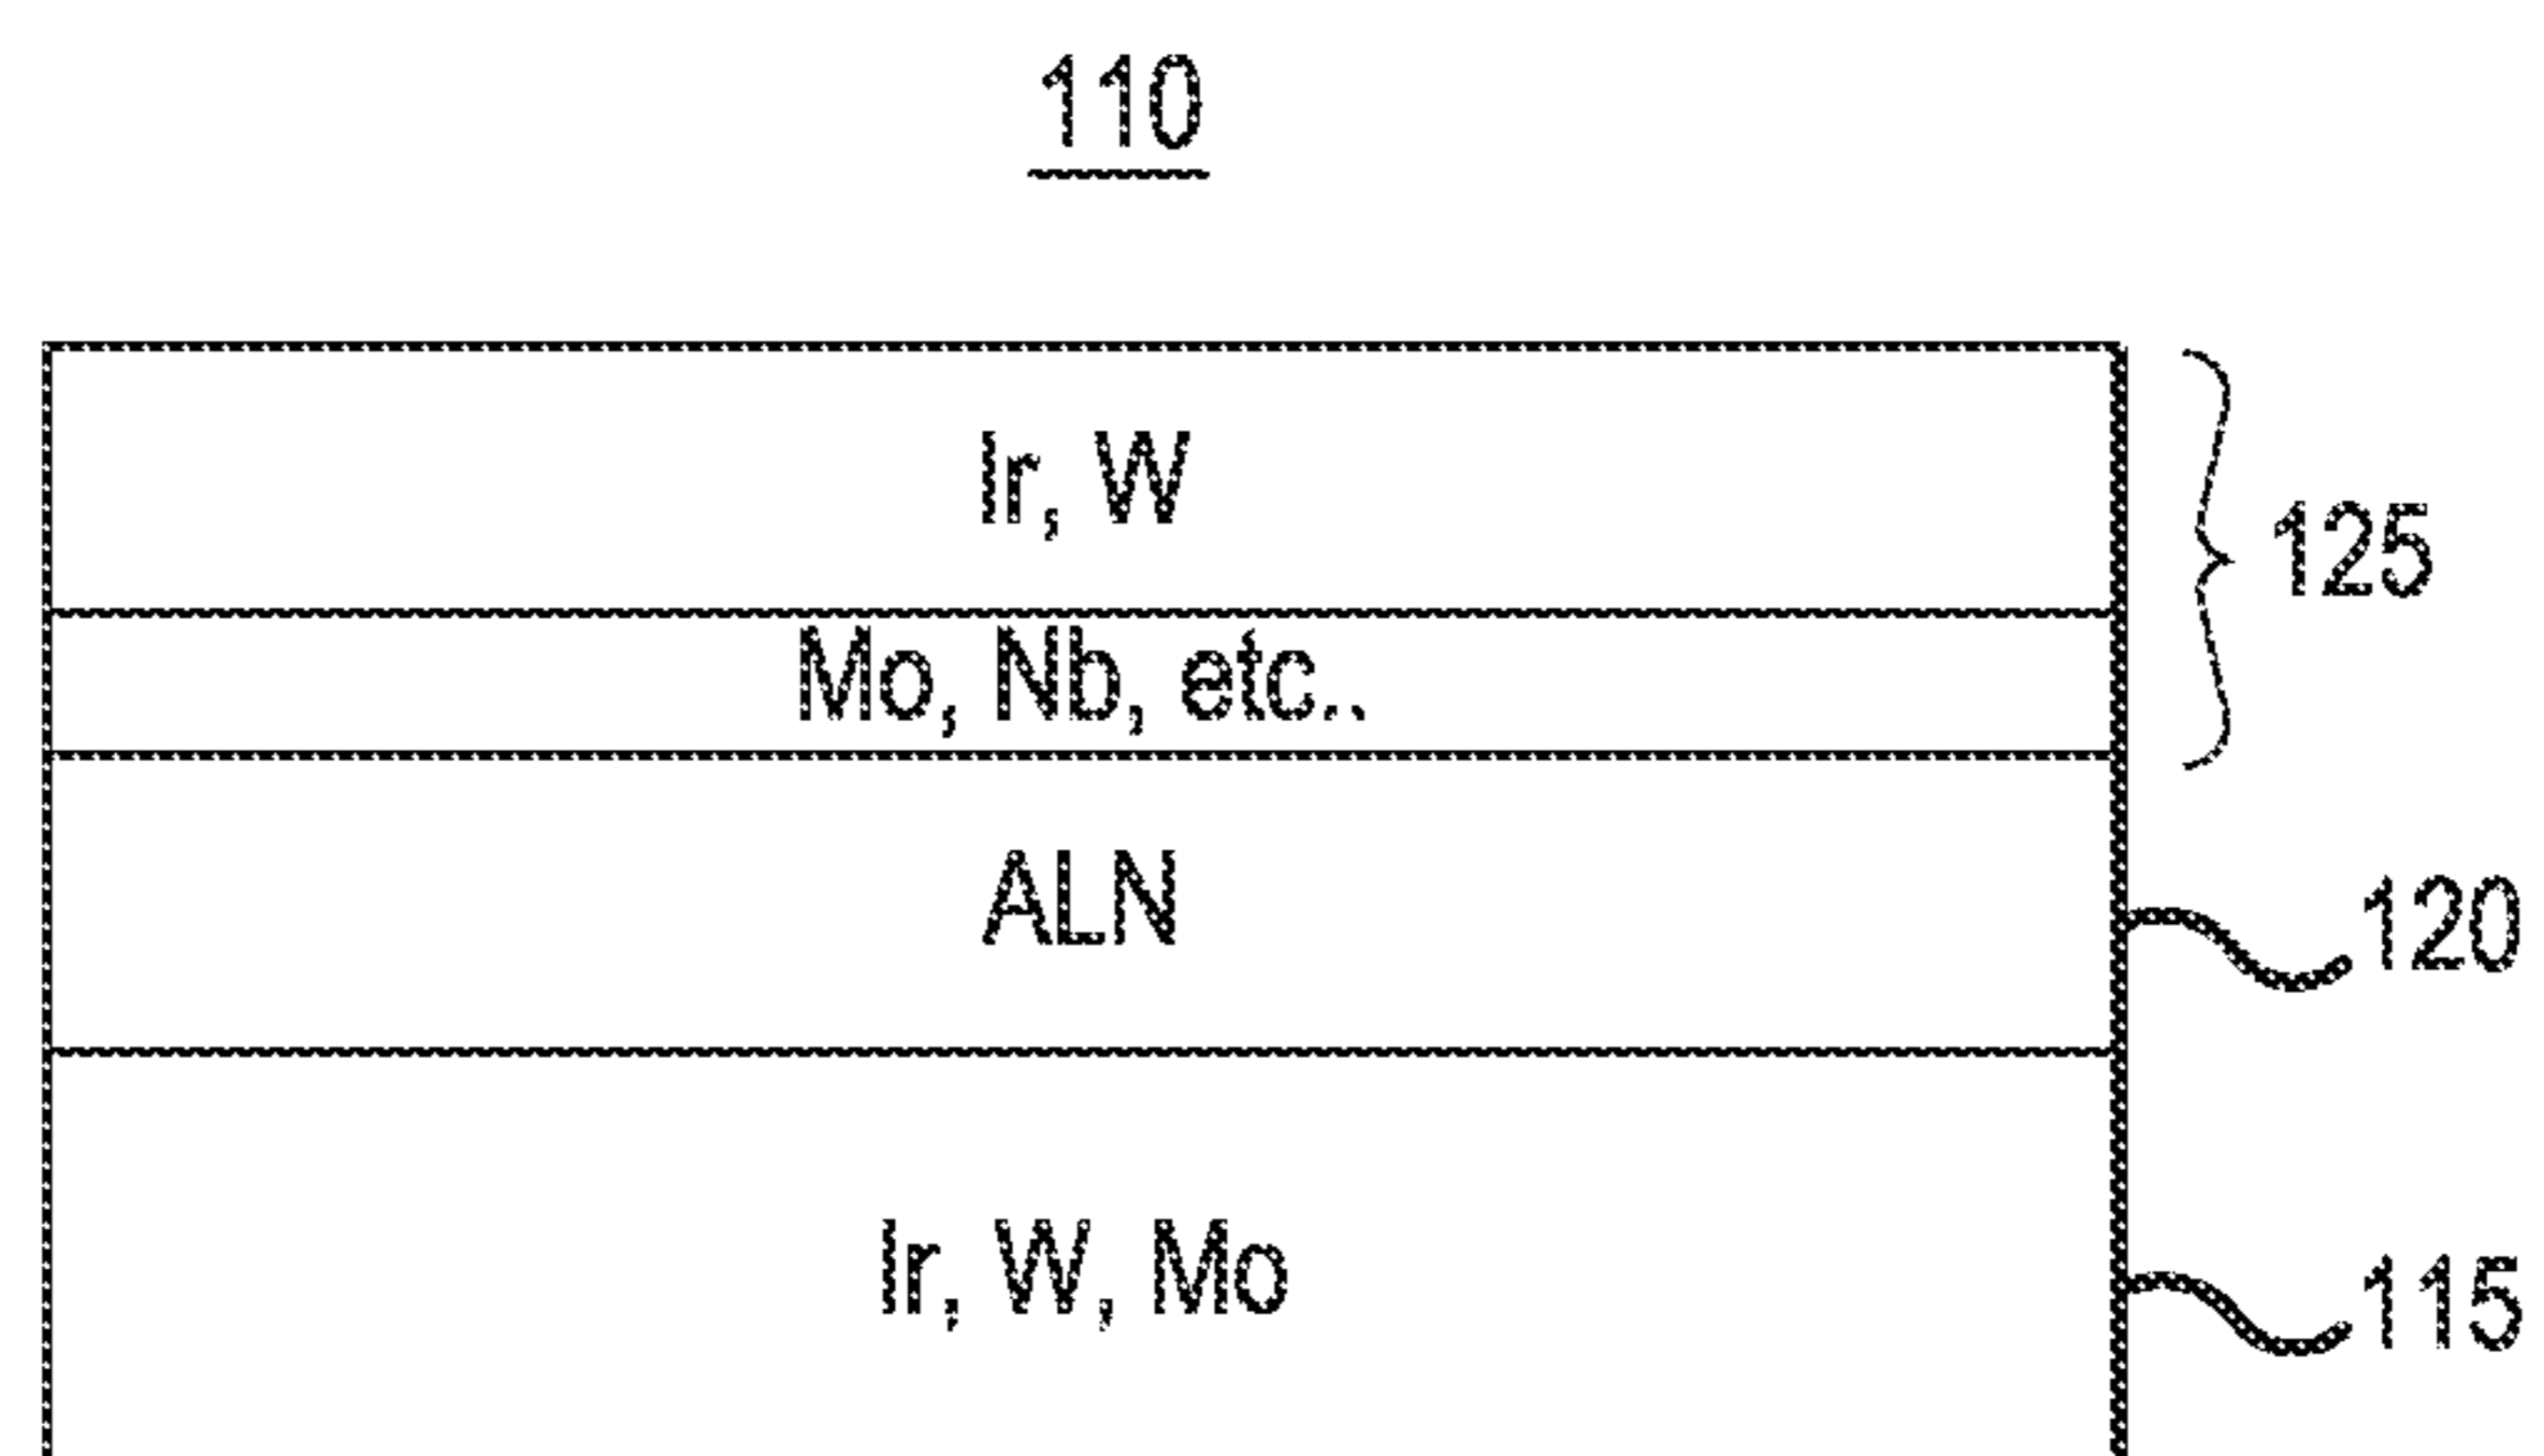 110
Ir, W
125
Mo, Nb, etc..
ALN
120
Ir, W, Mo
115